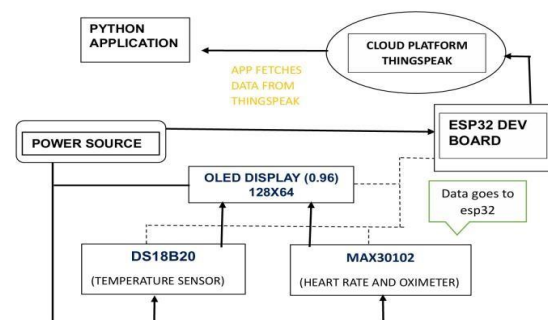 PYTHON
APPLICATION
CLOUD PLATFORM
THINGSPEAK
APP FETCHES
DATA FROM
THINGSPEAK
ESP32 DEV
BOARD
POWER SOURCE
OLED DISPLAY (0.96)
128X64
Data goes to
esp32
DS18B20
(TEMPERATURE SENSOR)
MAX30102
(HEART RATE AND OXIMETER)